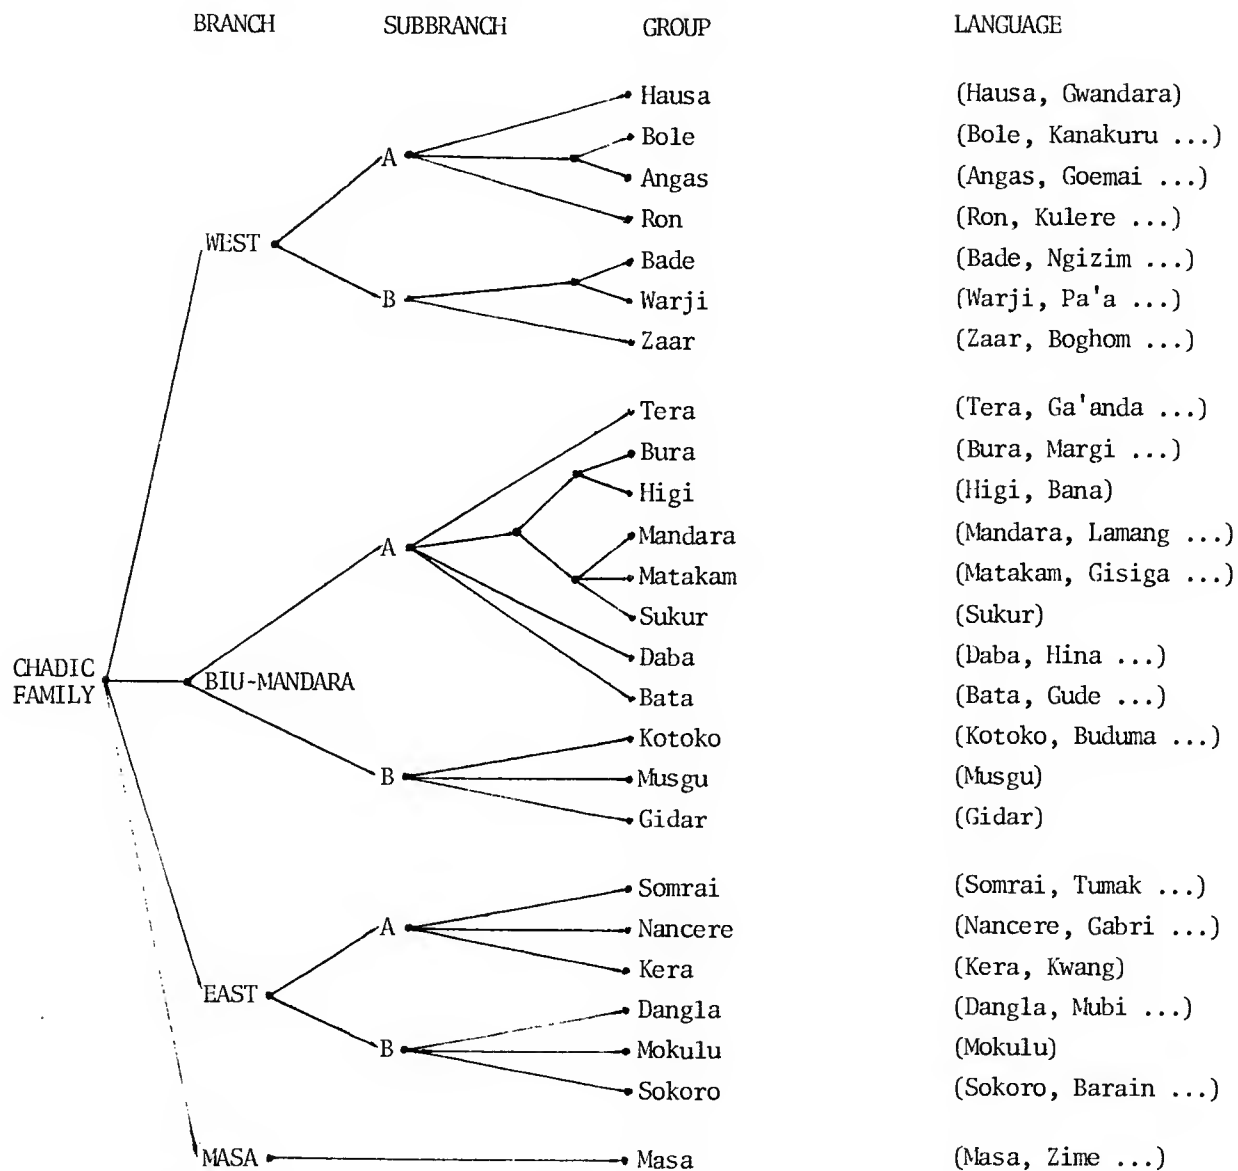 BRANCH SUBBRANCH GROUP LANGUAGE
Hausa (Hausa, Gwandara)
Bole (Bole, Kanakuru ...)
A
Angas (Angas, Goemai ...)
Ron (Ron, Kulere ...)
WEST
Bade (Bade, Ngizim ...)
B Warji (Warji, Pa'a ...)
Zaar (Zaar, Boghom ...)
Tera (Tera, Ga'anda ...)
Bura (Bura, Margi ...)
Higi (Higi, Bana)
Mandara (Mandara, Lamang ...)
A
Matakam (Matakam, Gisiga ...)
Sukur (Sukur)
Daba (Daba, Hina ...)
CHADIC
FAMILY
BIU-MANDARA
Bata (Bata, Gude ...)
Kotoko (Kotoko, Buduma ...)
B Musgu (Musgu)
Gidar (Gidar)
Somrai (Somrai, Tumak ...)
A Nancere (Nancere, Gabri ...)
Kera (Kera, Kwang)
EAST
Dangla (Dangla, Mubi ...)
B Mokulu (Mokulu)
Sokoro (Sokoro, Barain ...)
MASA Masa (Masa, Zime ...)